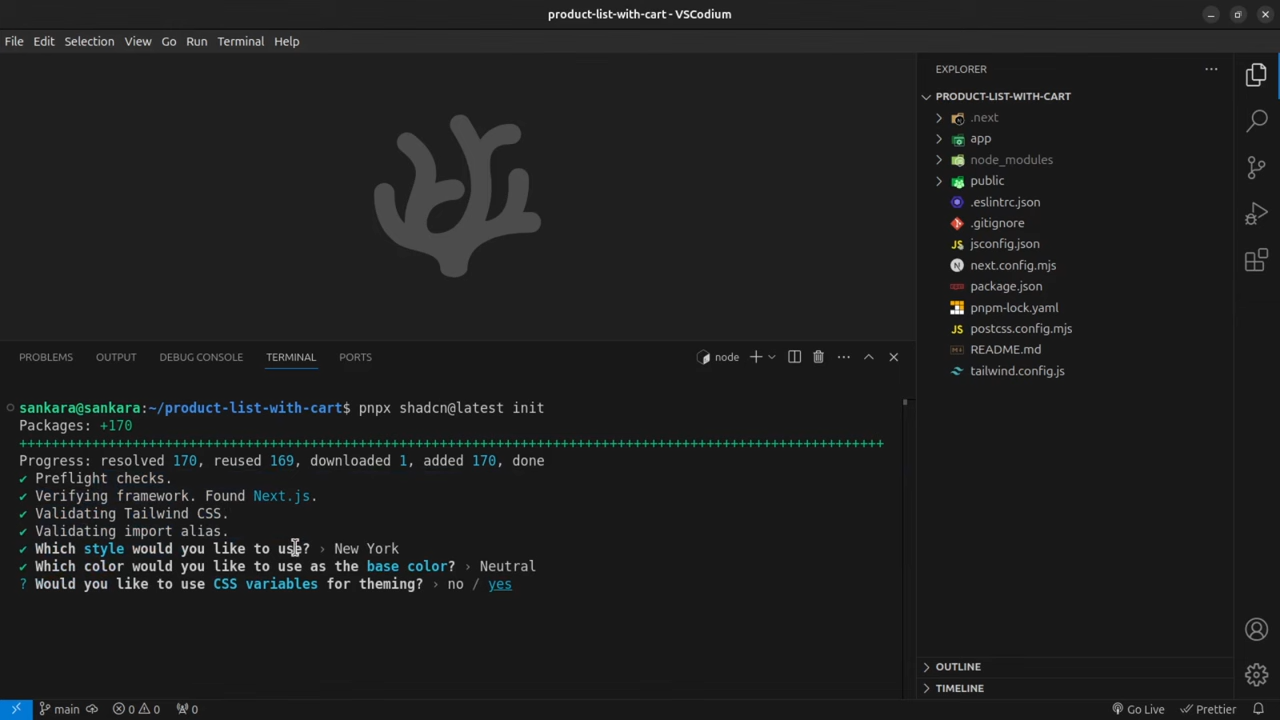 product-list-with-cart - VSCodium
File Edit Selection View Go Run Terminal Help
EXPLORER
PRODUCT-LIST-WITH-CART
.next
app
node_modules
public
.eslintrc.json
.gitignore
JS jsconfig.json
N next.config.mjs
package.json
pnpm-lock.yaml
JS postcss.config.mjs
README.md
tailwind.config.js
PROBLEMS OUTPUT DEBUG CONSOLE TERMINAL PORTS
node
sankara@sankara:~/product-list-with-cart$ pnpx shadcn@latest init
Packages: +170
++++++++++++++++++++++++++++++++++++++++++++++++++++++++++++++++++++++++++++++++++++++++++++++++++++++++++
Progress: resolved 170, reused 169, downloaded 1, added 170, done
✔ Preflight checks.
✔ Verifying framework. Found Next.js.
✔ Validating Tailwind CSS.
✔ Validating import alias.
✔ Which style would you like to use? › New York
✔ Which color would you like to use as the base color? › Neutral
? Would you like to use CSS variables for theming? › no / yes
OUTLINE
TIMELINE
main 0 0 0 Go Live Prettier